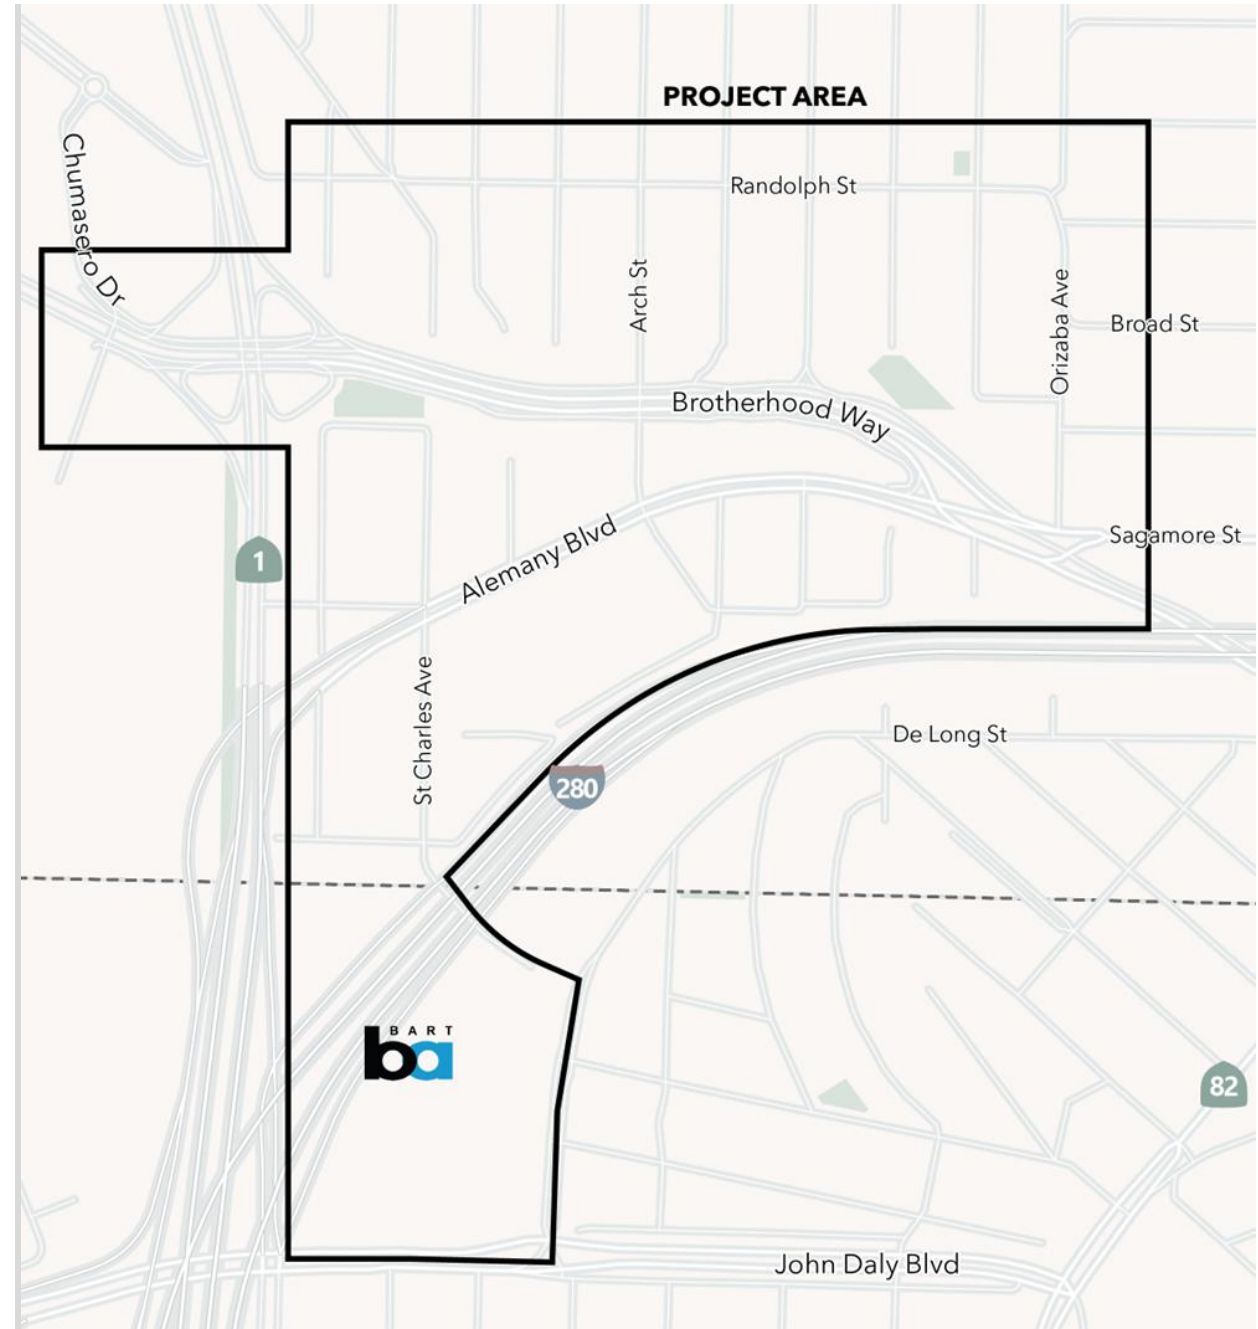 PROJECT AREA
Chumasero Dr
Randolph St
Arch St
Orizaba Ave
Broad St
Brotherhood Way
Sagamore St
1
Alemany Blvd
St Charles Ave
De Long St
280
BART
ba
82
John Daly Blvd